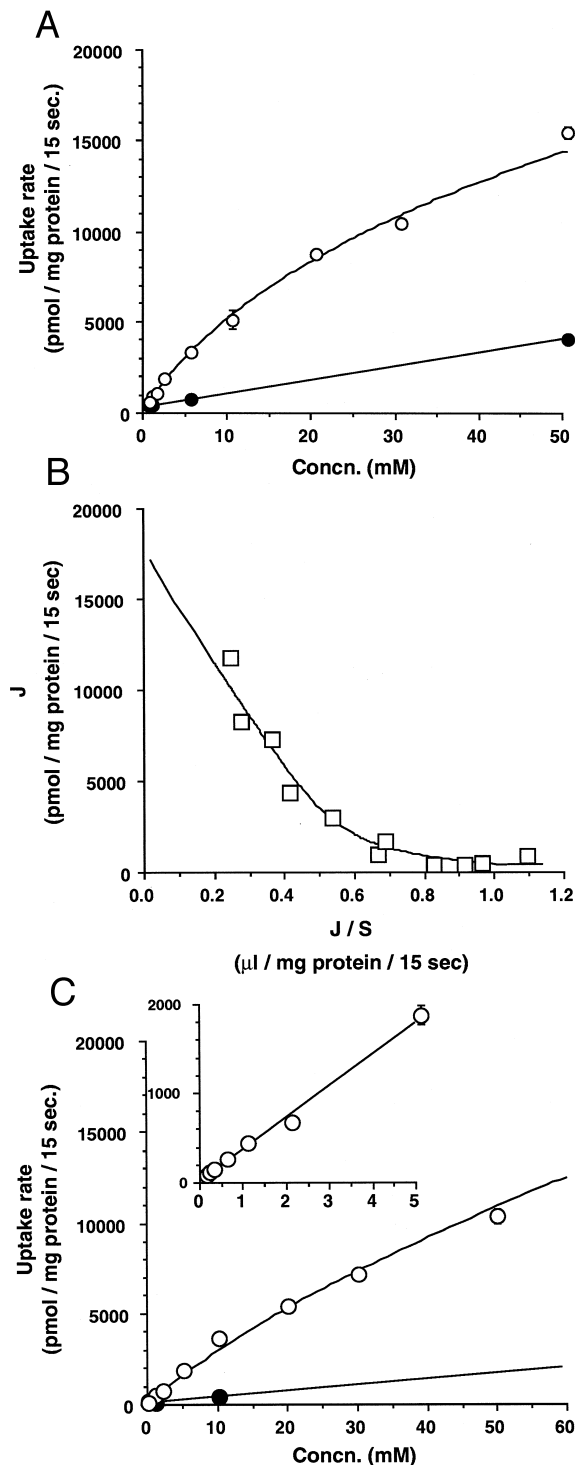 A
20000
15000
10000
5000
0
Uptake rate
(pmol / mg protein / 15 sec.)
0 10 20 30 40 50
Concn. (mM)
B
20000
15000
10000
5000
0
J
(pmol / mg protein / 15 sec)
0.0 0.2 0.4 0.6 0.8 1.0 1.2
J / S
(μl / mg protein / 15 sec)
C
2000
1000
0
0 1 2 3 4 5
20000
15000
10000
5000
0
Uptake rate
(pmol / mg protein / 15 sec.)
0 10 20 30 40 50 60
Concn. (mM)